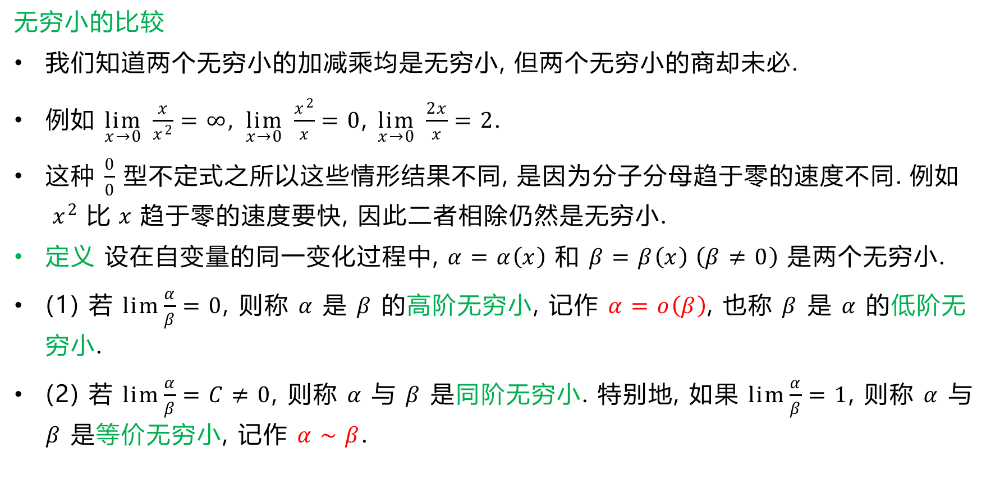 无穷小的比较
• 我们知道两个无穷小的加减乘均是无穷小, 但两个无穷小的商却未必.
• 例如 $\lim_{x \to 0} \frac{x}{x^2} = \infty$, $\lim_{x \to 0} \frac{x^2}{x} = 0$, $\lim_{x \to 0} \frac{2x}{x} = 2$.
• 这种 $\frac{0}{0}$ 型不定式之所以这些情形结果不同, 是因为分子分母趋于零的速度不同. 例如
$x^2$ 比 $x$ 趋于零的速度要快, 因此二者相除仍然是无穷小.
• 定义 设在自变量的同一变化过程中, $\alpha = \alpha(x)$ 和 $\beta = \beta(x)$ $(\beta \neq 0)$ 是两个无穷小.
• (1) 若 $\lim \frac{\alpha}{\beta} = 0$, 则称 $\alpha$ 是 $\beta$ 的高阶无穷小, 记作 $\alpha = o(\beta)$, 也称 $\beta$ 是 $\alpha$ 的低阶无
穷小.
• (2) 若 $\lim \frac{\alpha}{\beta} = C \neq 0$, 则称 $\alpha$ 与 $\beta$ 是同阶无穷小. 特别地, 如果 $\lim \frac{\alpha}{\beta} = 1$, 则称 $\alpha$ 与
$\beta$ 是等价无穷小, 记作 $\alpha \sim \beta$.